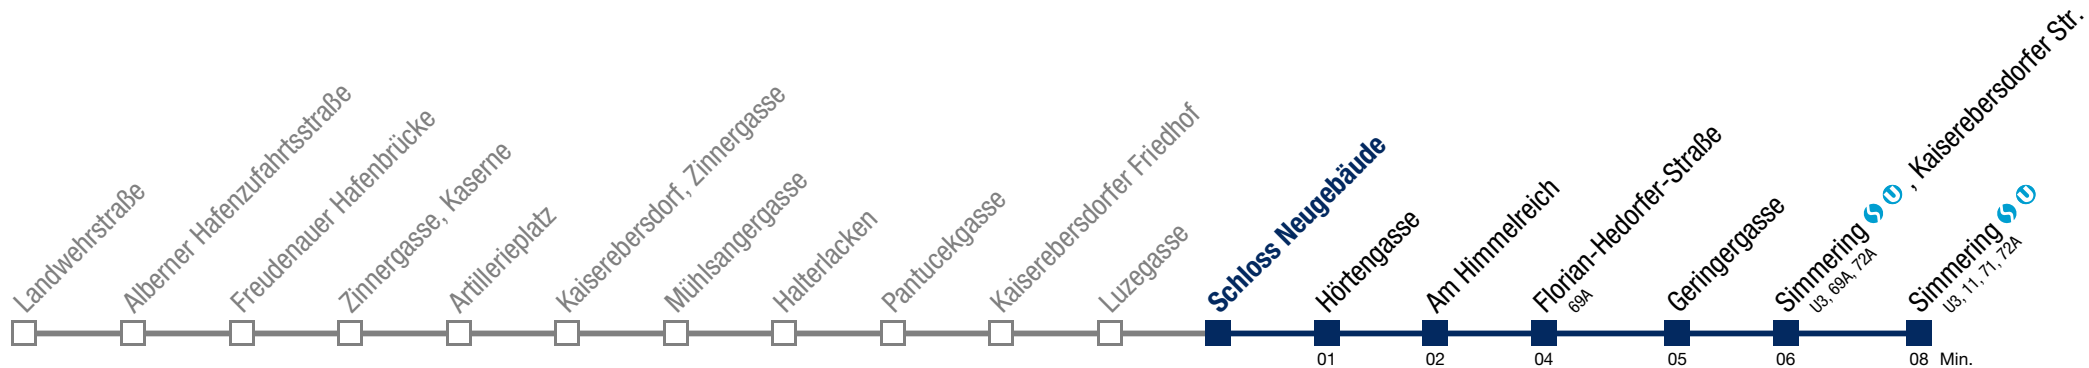 Landwehrstraße
Alberner Hafenzufahrtsstraße
Freudenauer Hafenbrücke
Zinnergasse, Kaserne
Artillerieplatz
Kaiserebersdorf, Zinnergasse
Mühlsangergasse
Halterlacken
Pantucekgasse
Kaiserebersdorfer Friedhof
Luzegasse
Schloss Neugebäude
Hörtengasse
Am Himmelreich
Florian-Hedorfer-Straße
69A
Geringergasse
Simmering S U , Kaiserebersdorfer Str.
U3, 69A, 72A
Simmering S U
U3, 11, 71, 72A
01 02 04 05 06 08 Min.